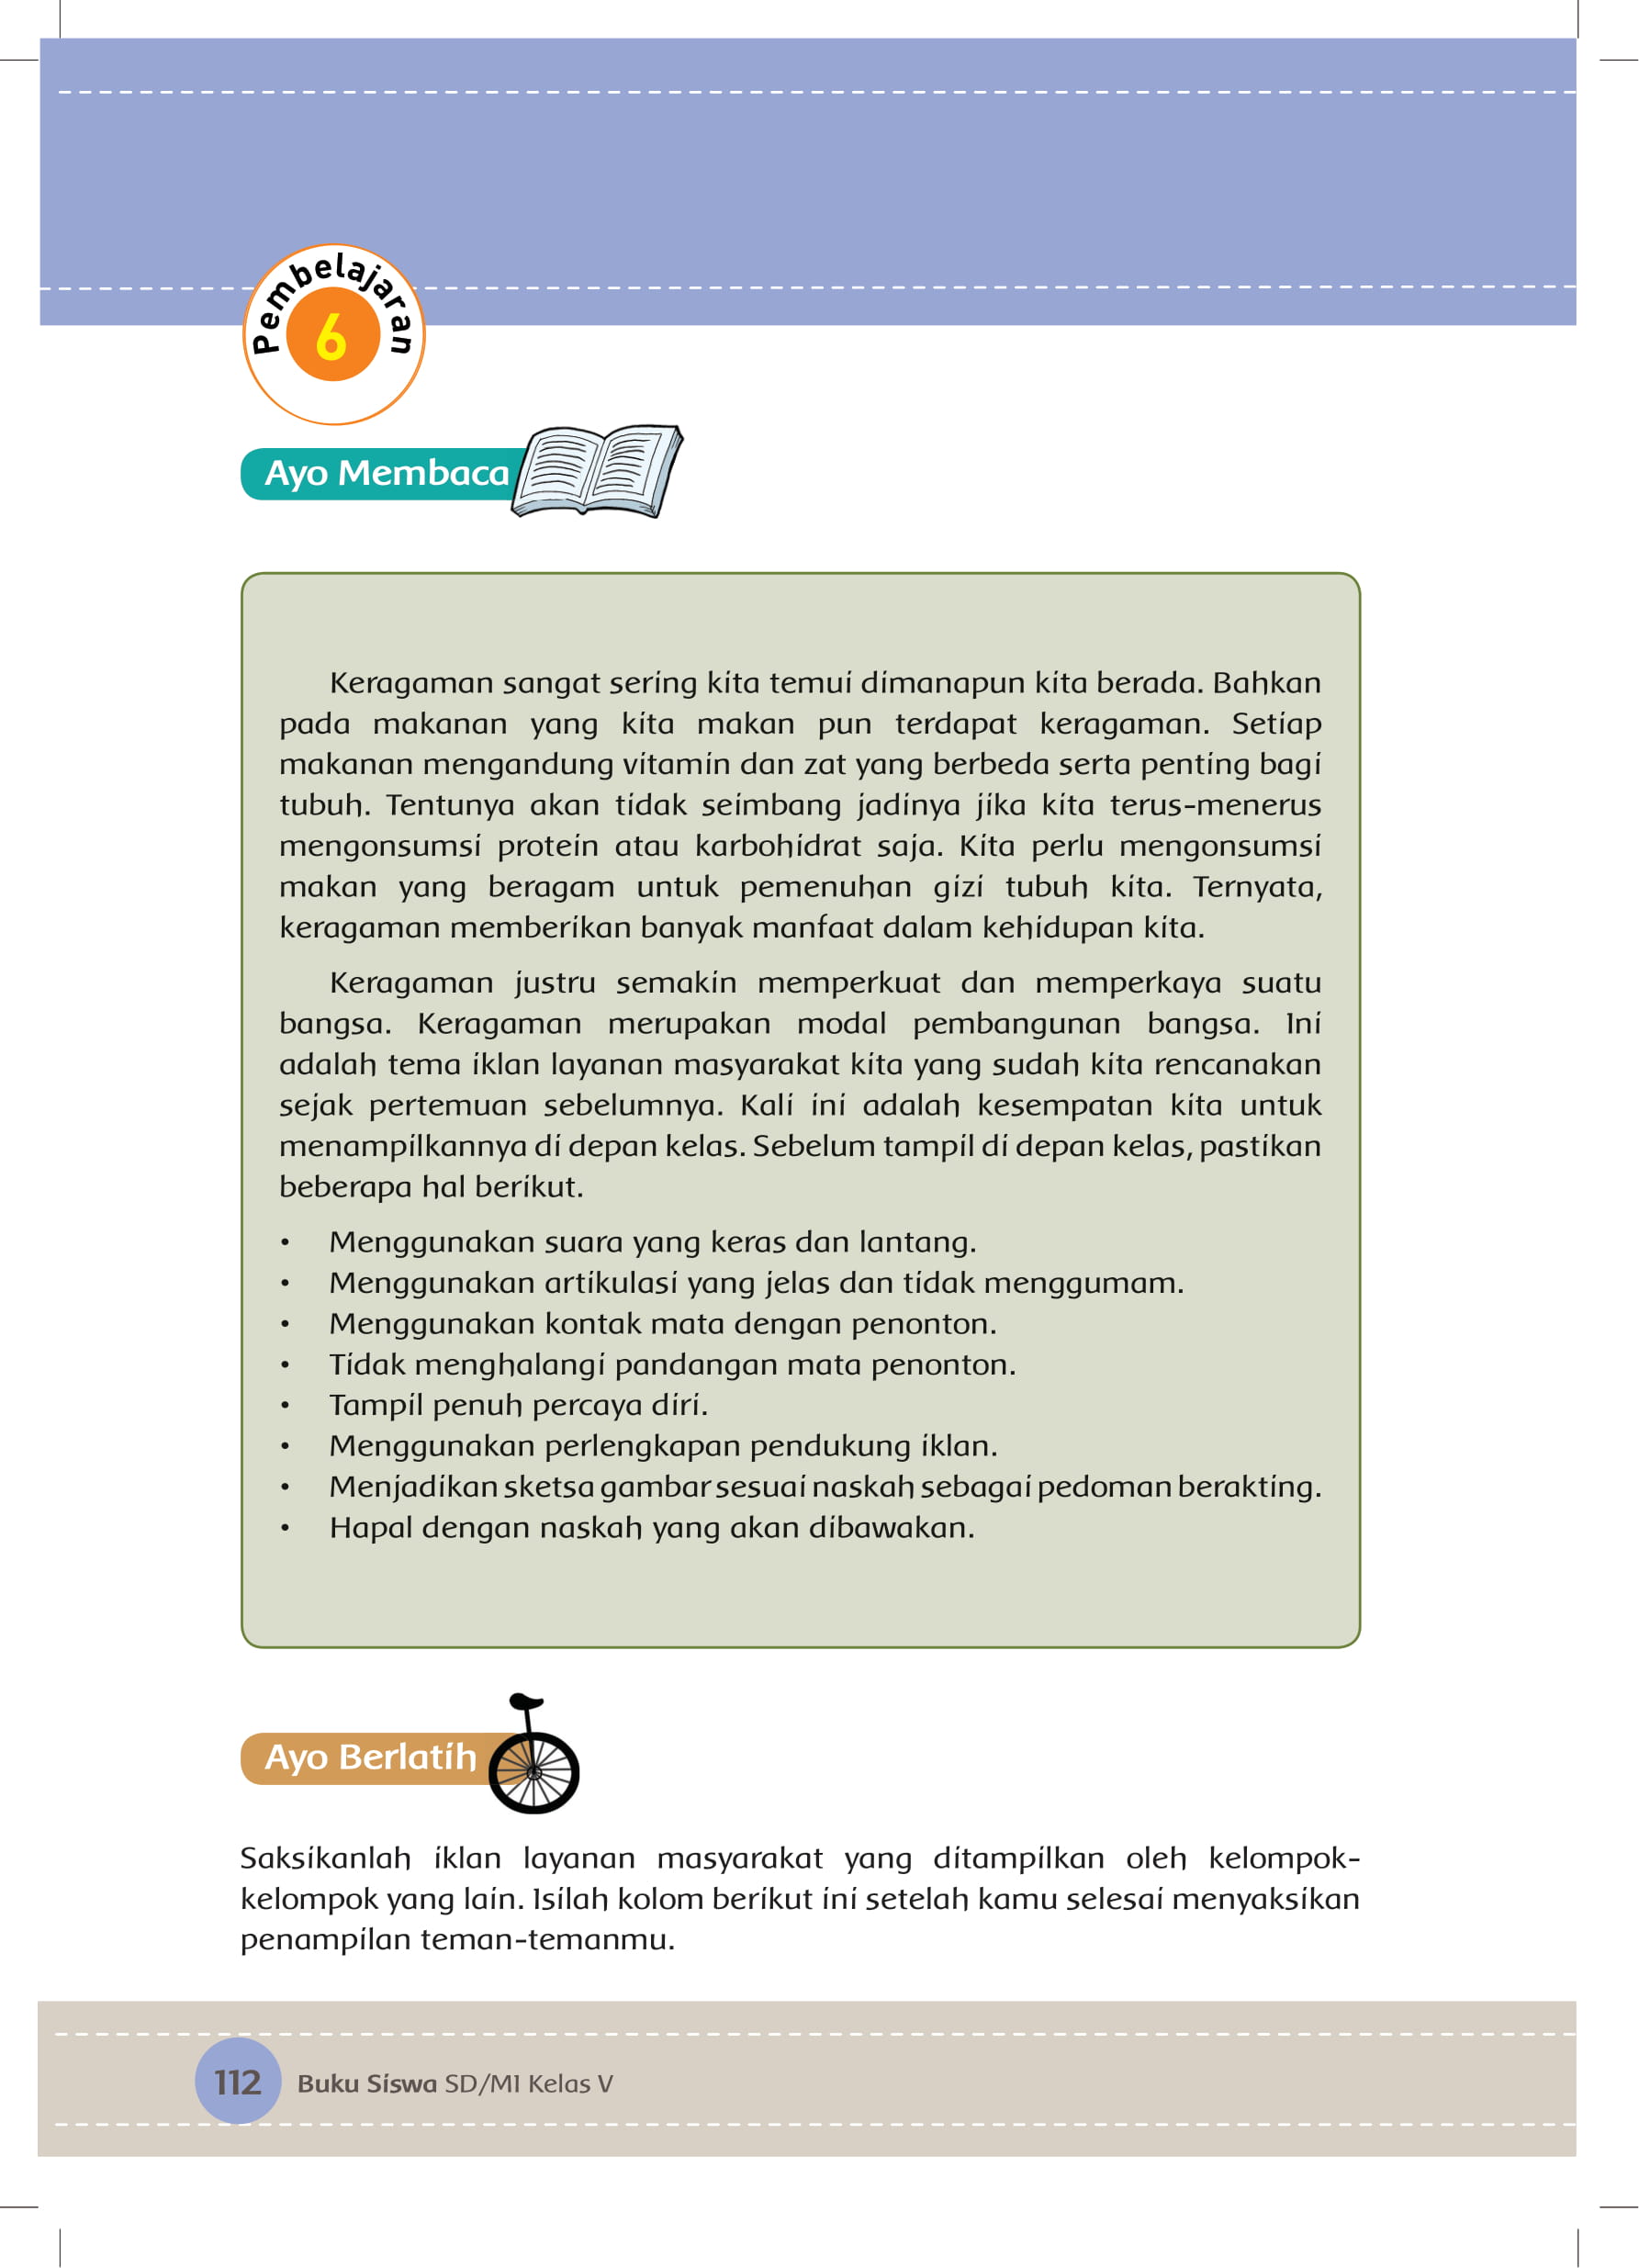 Pembelajaran
6
Ayo Membaca
Keragaman sangat sering kita temui dimanapun kita berada. Bahkan
pada makanan yang kita makan pun terdapat keragaman. Setiap
makanan mengandung vitamin dan zat yang berbeda serta penting bagi
tubuh. Tentunya akan tidak seimbang jadinya jika kita terus-menerus
mengonsumsi protein atau karbohidrat saja. Kita perlu mengonsumsi
makan yang beragam untuk pemenuhan gizi tubuh kita. Ternyata,
keragaman memberikan banyak manfaat dalam kehidupan kita.
Keragaman justru semakin memperkuat dan memperkaya suatu
bangsa. Keragaman merupakan modal pembangunan bangsa. Ini
adalah tema iklan layanan masyarakat kita yang sudah kita rencanakan
sejak pertemuan sebelumnya. Kali ini adalah kesempatan kita untuk
menampilkannya di depan kelas. Sebelum tampil di depan kelas, pastikan
beberapa hal berikut.
• Menggunakan suara yang keras dan lantang.
• Menggunakan artikulasi yang jelas dan tidak menggumam.
• Menggunakan kontak mata dengan penonton.
• Tidak menghalangi pandangan mata penonton.
• Tampil penuh percaya diri.
• Menggunakan perlengkapan pendukung iklan.
• Menjadikan sketsa gambar sesuai naskah sebagai pedoman berakting.
• Hapal dengan naskah yang akan dibawakan.
Ayo Berlatih
Saksikanlah iklan layanan masyarakat yang ditampilkan oleh kelompok-
kelompok yang lain. Isilah kolom berikut ini setelah kamu selesai menyaksikan
penampilan teman-temanmu.
112 Buku Siswa SD/MI Kelas V